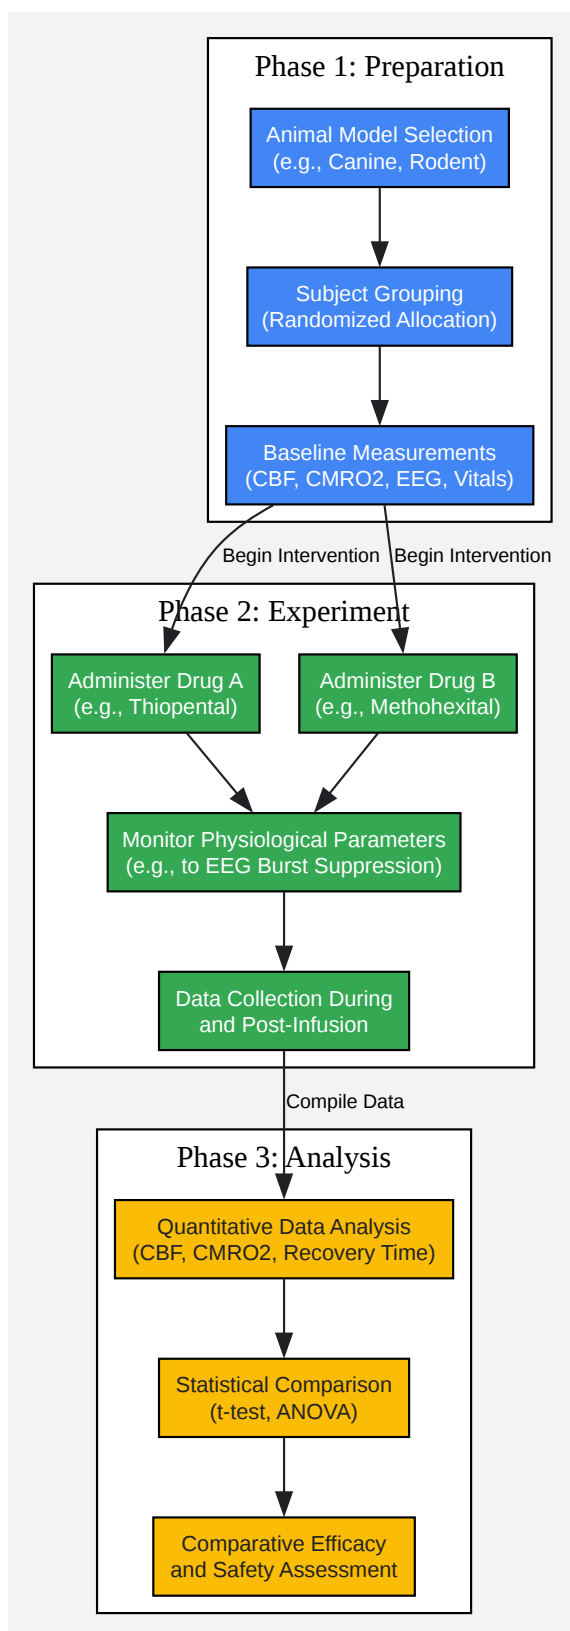 Phase 1: Preparation
Animal Model Selection
(e.g., Canine, Rodent)
Subject Grouping
(Randomized Allocation)
Baseline Measurements
(CBF, CMRO2, EEG, Vitals)
Begin Intervention
Begin Intervention
Phase 2: Experiment
Administer Drug A
(e.g., Thiopental)
Administer Drug B
(e.g., Methohexital)
Monitor Physiological Parameters
(e.g., to EEG Burst Suppression)
Data Collection During
and Post-Infusion
Compile Data
Phase 3: Analysis
Quantitative Data Analysis
(CBF, CMRO2, Recovery Time)
Statistical Comparison
(t-test, ANOVA)
Comparative Efficacy
and Safety Assessment